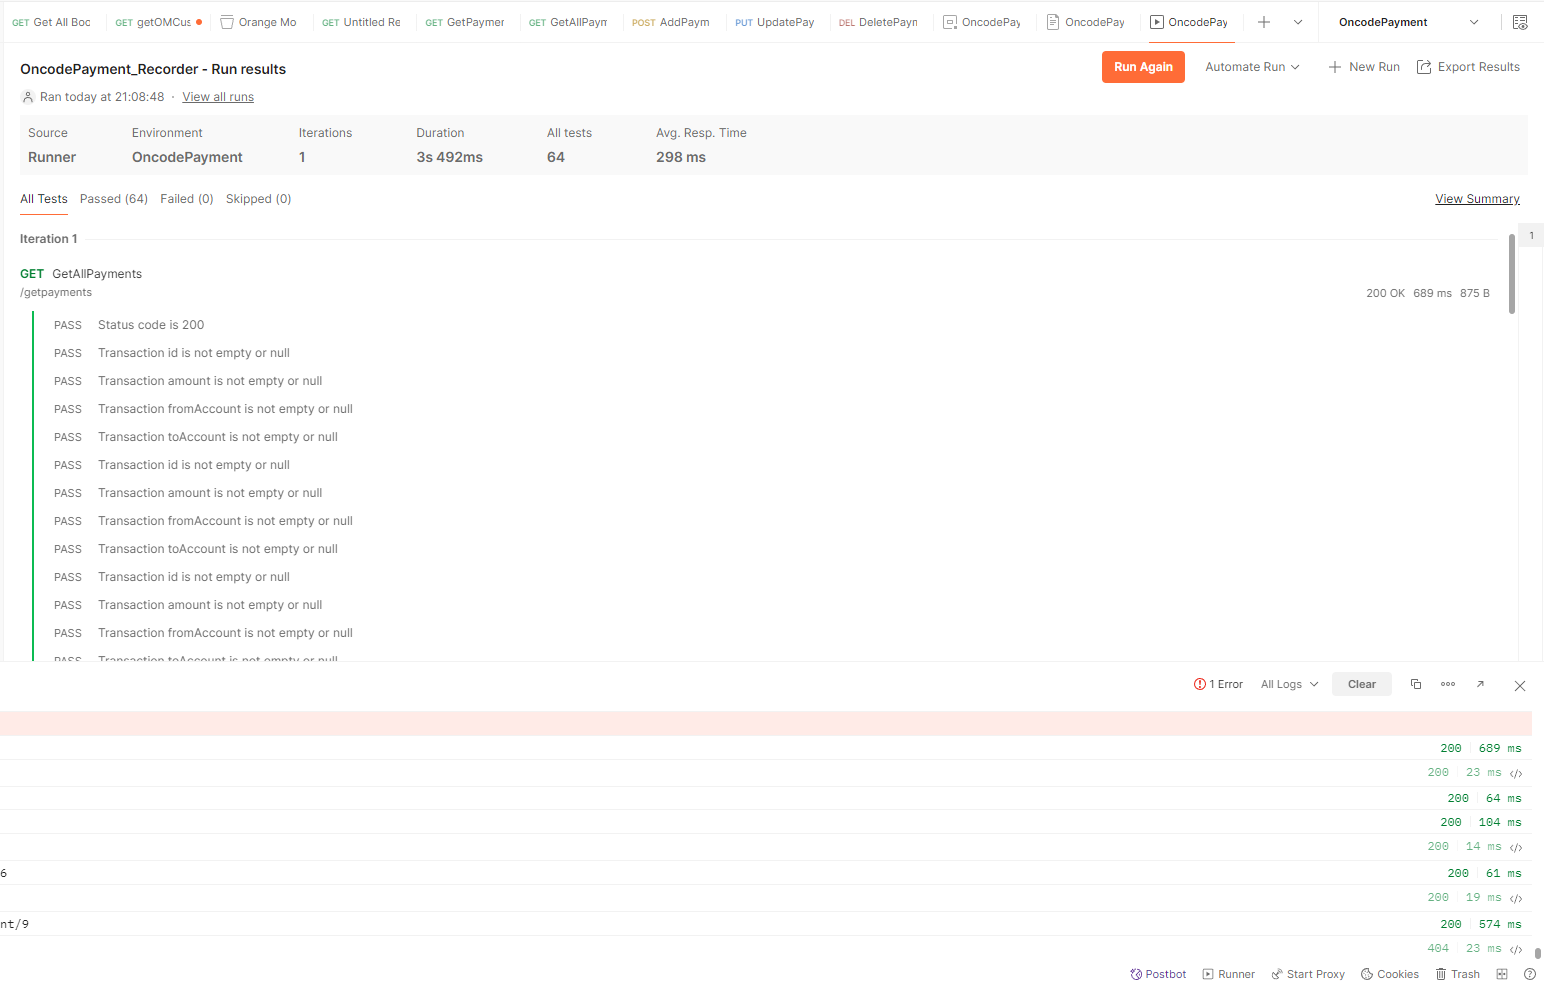 GET Get All Boc GET getOMCus Orange Mo GET Untitled Re GET GetPaymer GET GetAllPaym POST AddPaym PUT UpdatePay DEL DeletePayn OncodePay OncodePay OncodePay OncodePayment
OncodePayment_Recorder - Run results Run Again Automate Run New Run Export Results
Ran today at 21:08:48 · View all runs
Source Environment Iterations Duration All tests Avg. Resp. Time
Runner OncodePayment 1 3s 492ms 64 298 ms
All Tests Passed (64) Failed (0) Skipped (0) View Summary
Iteration 1 1
GET GetAllPayments
/getpayments 200 OK 689 ms 875 B
PASS Status code is 200
PASS Transaction id is not empty or null
PASS Transaction amount is not empty or null
PASS Transaction fromAccount is not empty or null
PASS Transaction toAccount is not empty or null
PASS Transaction id is not empty or null
PASS Transaction amount is not empty or null
PASS Transaction fromAccount is not empty or null
PASS Transaction toAccount is not empty or null
PASS Transaction id is not empty or null
PASS Transaction amount is not empty or null
PASS Transaction fromAccount is not empty or null
PASS Transaction toAccount is not empty or null
1 Error All Logs Clear
200 689 ms
200 23 ms </>
200 64 ms
200 104 ms
200 14 ms </>
6 200 61 ms
200 19 ms </>
nt/9 200 574 ms
404 23 ms </>
Postbot Runner Start Proxy Cookies Trash